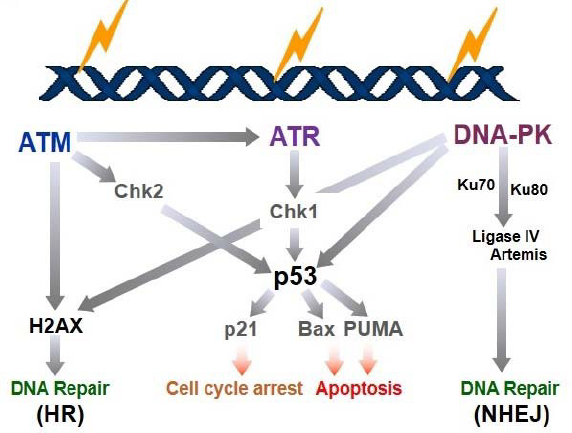 ATM
ATR
DNA-PK
Chk2
Ku70
Ku80
Chk1
Ligase IV
Artemis
p53
H2AX
p21
Bax
PUMA
DNA Repair
(HR)
Cell cycle arrest
Apoptosis
DNA Repair
(NHEJ)